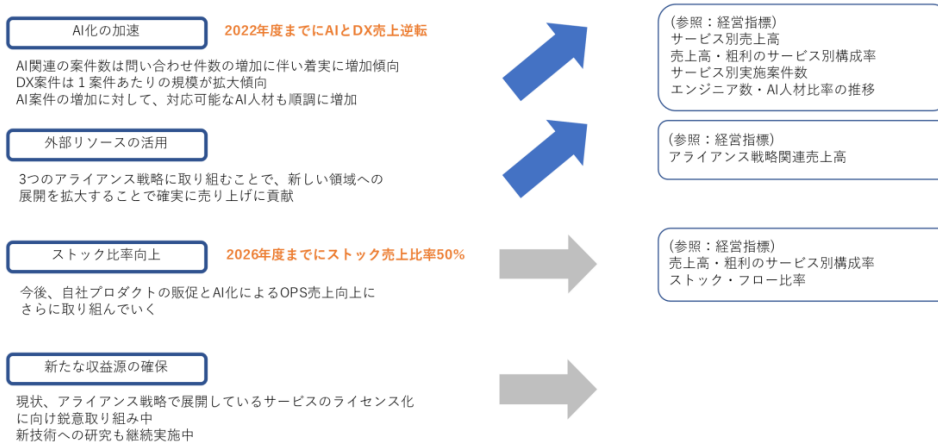 AI化の加速
2022年度までにAIとDX売上逆転
AI関連の案件数は問い合わせ件数の増加に伴い着実に増加傾向
DX案件は１案件あたりの規模が拡大傾向
AI案件の増加に対して、対応可能なAI人材も順調に増加
(参照：経営指標)
サービス別売上高
売上高・粗利のサービス別構成率
サービス別実施案件数
エンジニア数・AI人材比率の推移
外部リソースの活用
3つのアライアンス戦略に取り組むことで、新しい領域への
展開を拡大することで確実に売り上げに貢献
(参照：経営指標)
アライアンス戦略関連売上高
ストック比率向上
2026年度までにストック売上比率50%
今後、自社プロダクトの販促とAI化によるOPS売上向上に
さらに取り組んでいく
(参照：経営指標)
売上高・粗利のサービス別構成率
ストック・フロー比率
新たな収益源の確保
現状、アライアンス戦略で展開しているサービスのライセンス化
に向け鋭意取り組み中
新技術への研究も継続実施中